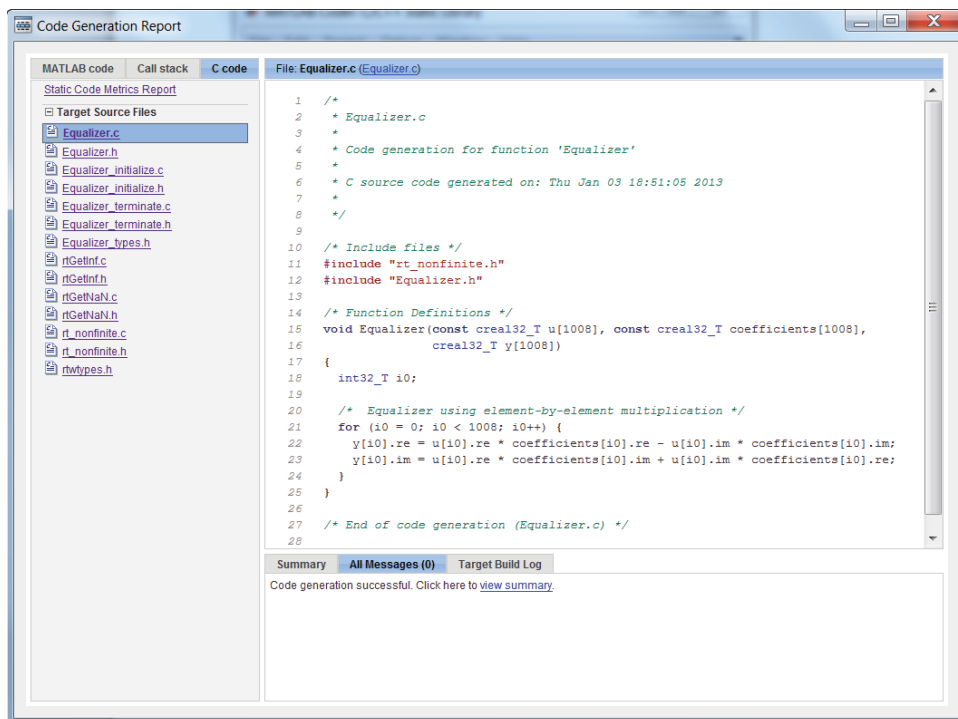 Code Generation Report
MATLAB code Call stack C code
Static Code Metrics Report
Target Source Files
Equalizer.c
Equalizer.h
Equalizer_initialize.c
Equalizer_initialize.h
Equalizer_terminate.c
Equalizer_terminate.h
Equalizer_types.h
rtGetInf.c
rtGetInf.h
rtGetNaN.c
rtGetNaN.h
rt_nonfinite.c
rt_nonfinite.h
rtwtypes.h
File: Equalizer.c (Equalizer.c)
1 /*
2 * Equalizer.c
3 *
4 * Code generation for function 'Equalizer'
5 *
6 * C source code generated on: Thu Jan 03 18:51:05 2013
7 *
8 */
9
10 /* Include files */
11 #include "rt_nonfinite.h"
12 #include "Equalizer.h"
13
14 /* Function Definitions */
15 void Equalizer(const creal32_T u[1008], const creal32_T coefficients[1008],
16 creal32_T y[1008])
17 {
18 int32_T i0;
19
20 /* Equalizer using element-by-element multiplication */
21 for (i0 = 0; i0 < 1008; i0++) {
22 y[i0].re = u[i0].re * coefficients[i0].re - u[i0].im * coefficients[i0].im;
23 y[i0].im = u[i0].re * coefficients[i0].im + u[i0].im * coefficients[i0].re;
24 }
25 }
26
27 /* End of code generation (Equalizer.c) */
28
Summary All Messages (0) Target Build Log
Code generation successful. Click here to view summary.